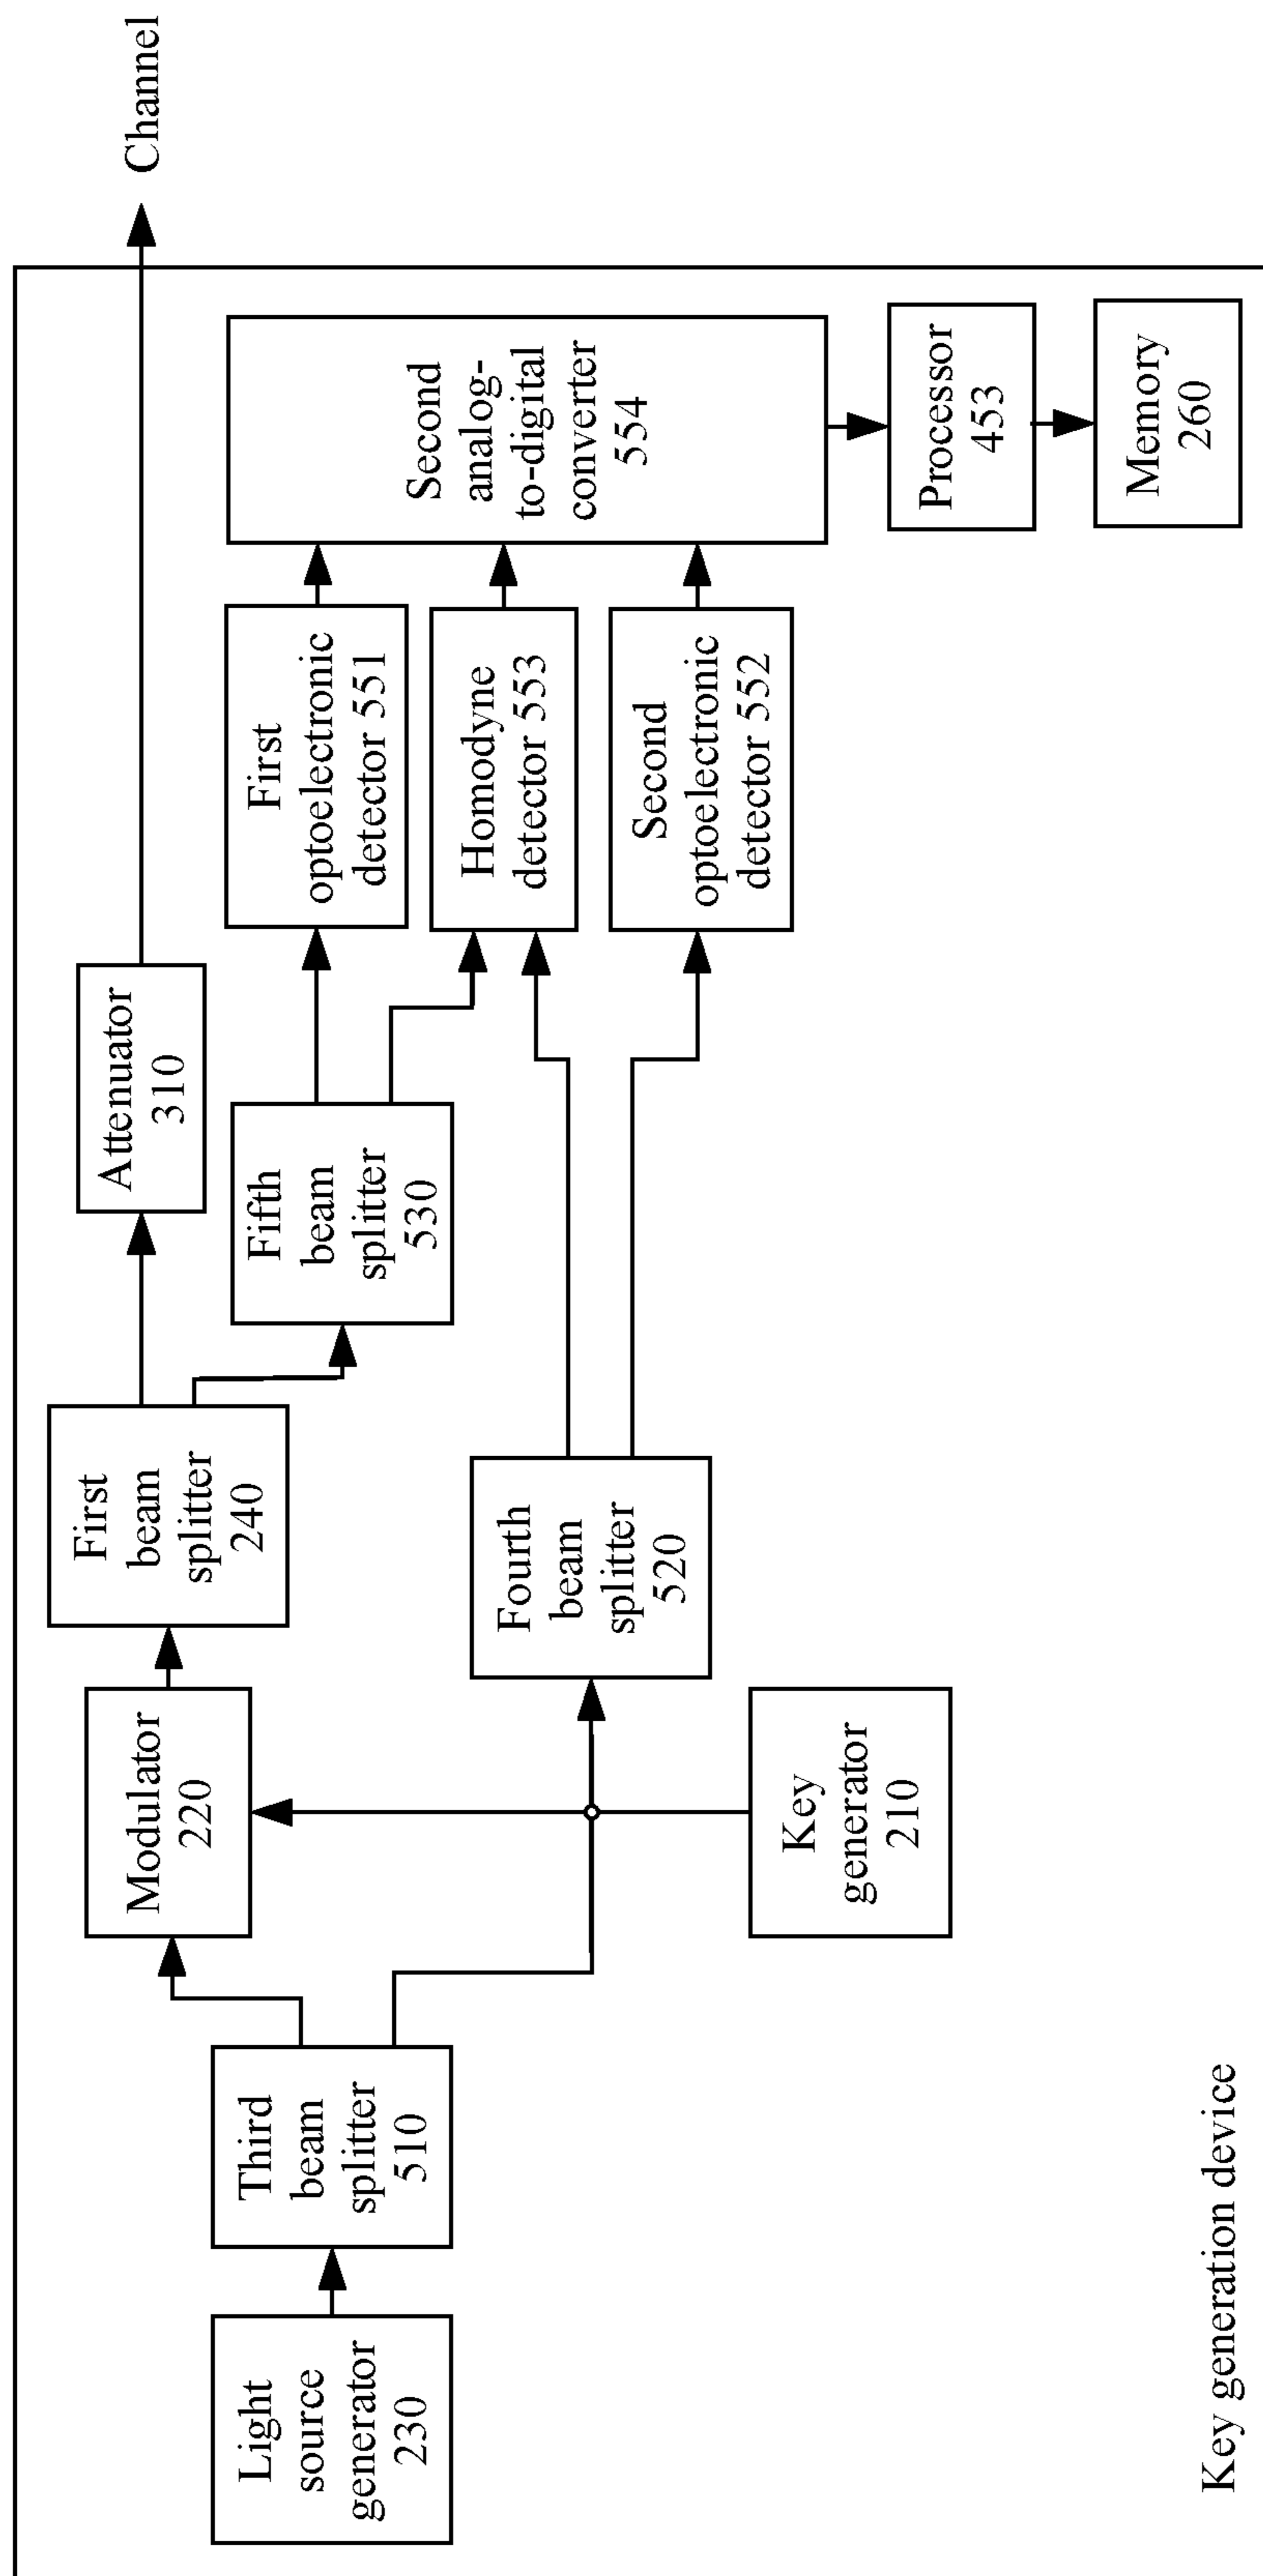 Channel
Attenuator
310
First
beam
splitter
240
Modulator
220
Third
beam
splitter
510
Light
source
generator
230
Fifth
beam
splitter
530
First
optoelectronic
detector 551
Homodyne
detector 553
Second
optoelectronic
detector 552
Second
analog-
to-digital
converter
554
Processor
453
Memory
260
Fourth
beam
splitter
520
Key
generator
210
Key generation device